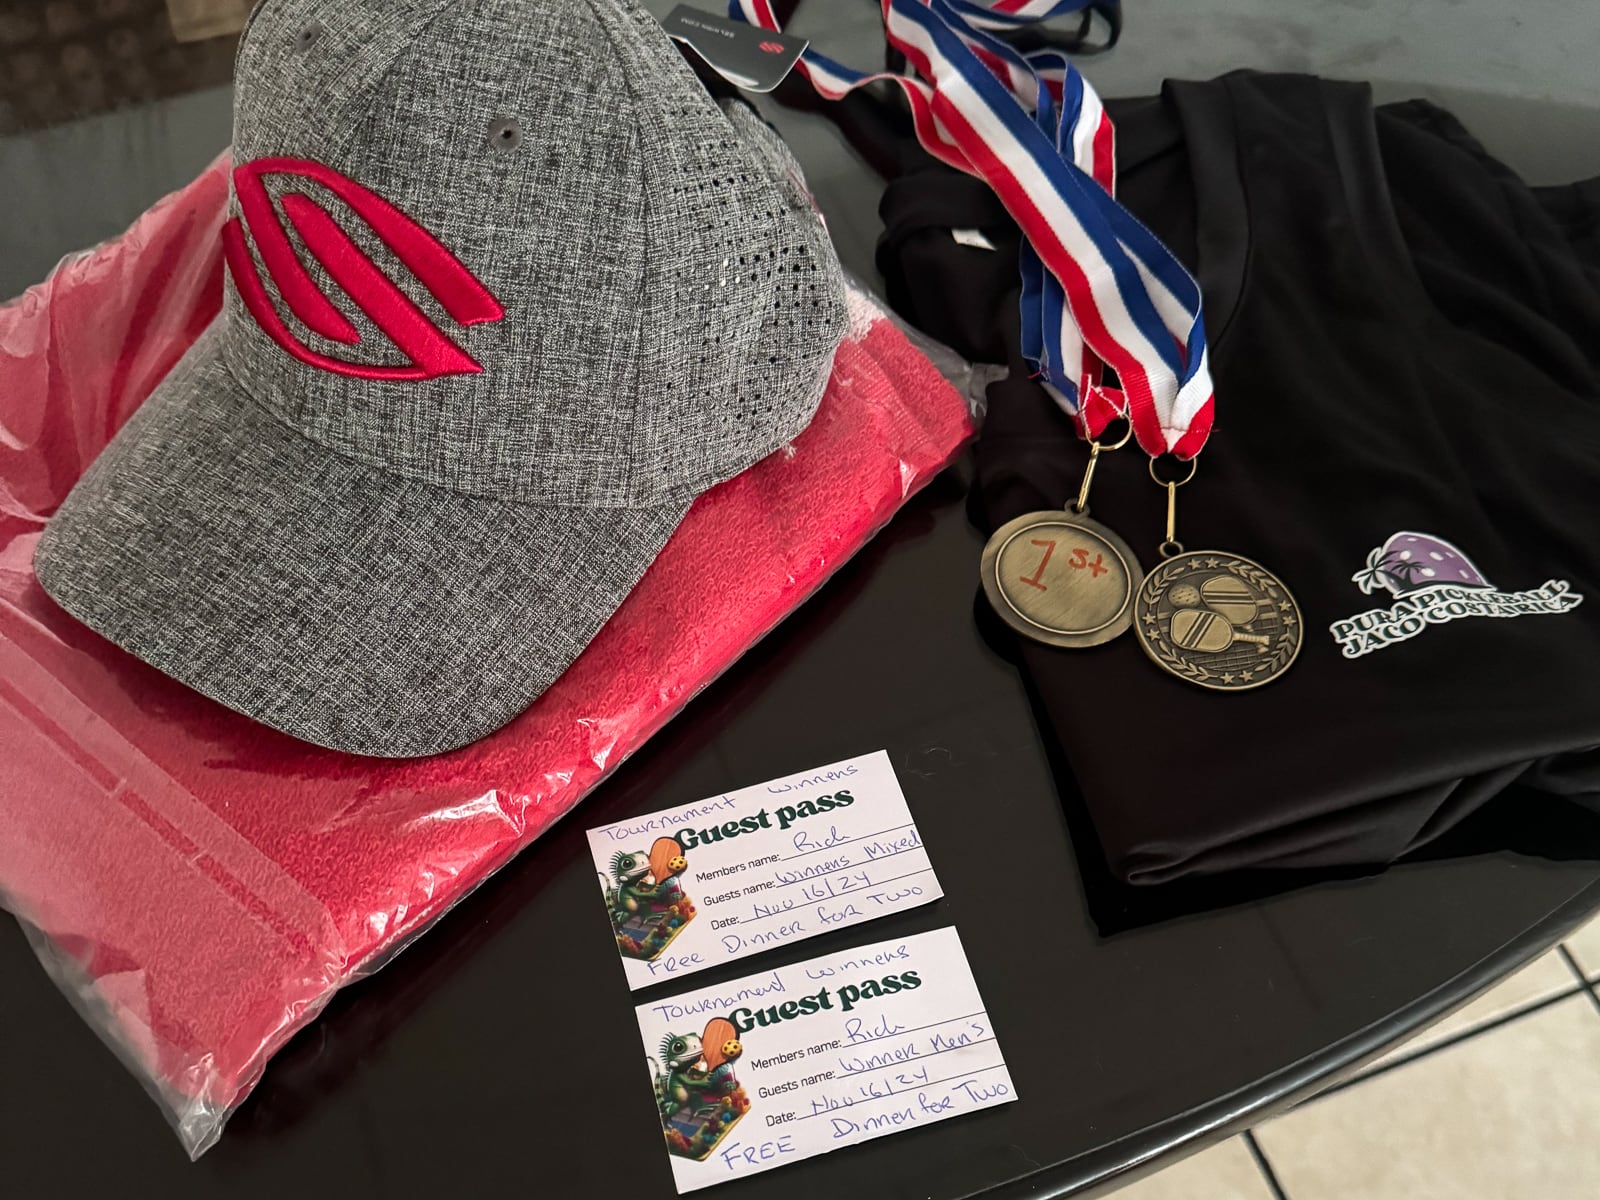 SELKIRK.COM
1st
PURA PICKLEBALL
JACO COSTA RICA
Tournament Winners
Guest pass
Members name: Rich
Guests name: Winners Mixed
Date: Nov 16/24
Free Dinner for Two
Tournament Winners
Guest pass
Members name: Rich
Guests name: Winner Men's
Date: Nov 16/24
FREE Dinner for Two